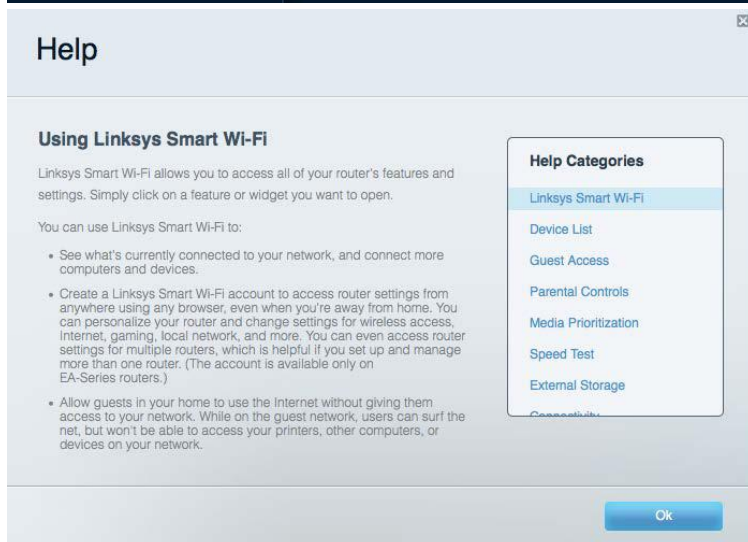 Help
Using Linksys Smart Wi-Fi
Linksys Smart Wi-Fi allows you to access all of your router's features and
settings. Simply click on a feature or widget you want to open.
You can use Linksys Smart Wi-Fi to:
• See what's currently connected to your network, and connect more
computers and devices.
• Create a Linksys Smart Wi-Fi account to access router settings from
anywhere using any browser, even when you're away from home. You
can personalize your router and change settings for wireless access,
Internet, gaming, local network, and more. You can even access router
settings for multiple routers, which is helpful if you set up and manage
more than one router. (The account is available only on
EA-Series routers.)
• Allow guests in your home to use the Internet without giving them
access to your network. While on the guest network, users can surf the
net, but won't be able to access your printers, other computers, or
devices on your network.
Help Categories
Linksys Smart Wi-Fi
Device List
Guest Access
Parental Controls
Media Prioritization
Speed Test
External Storage
Connectivity
Ok